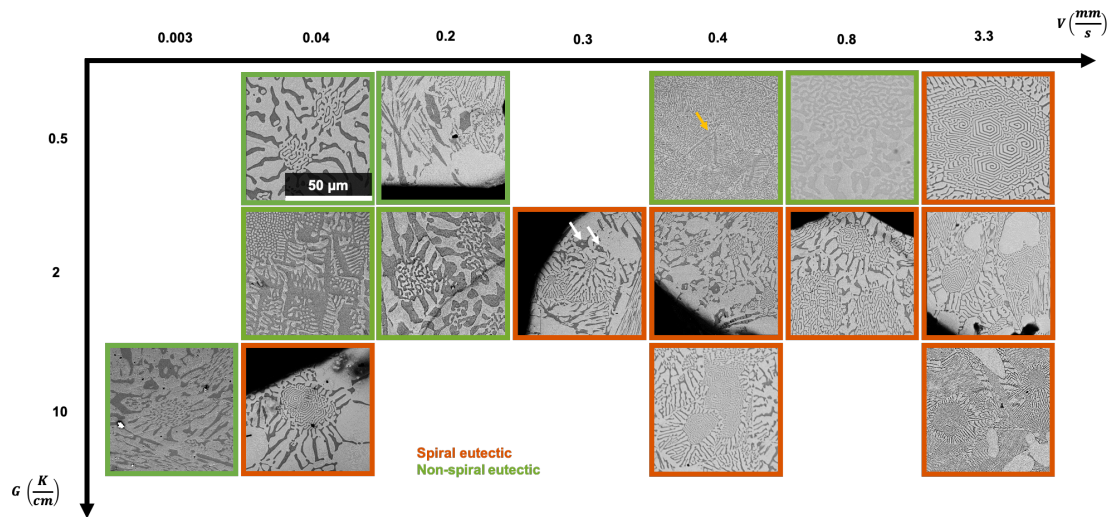 V (mm/s)
0.003 0.04 0.2 0.3 0.4 0.8 3.3
0.5
50 µm
2
10
Spiral eutectic
Non-spiral eutectic
G (K/cm)